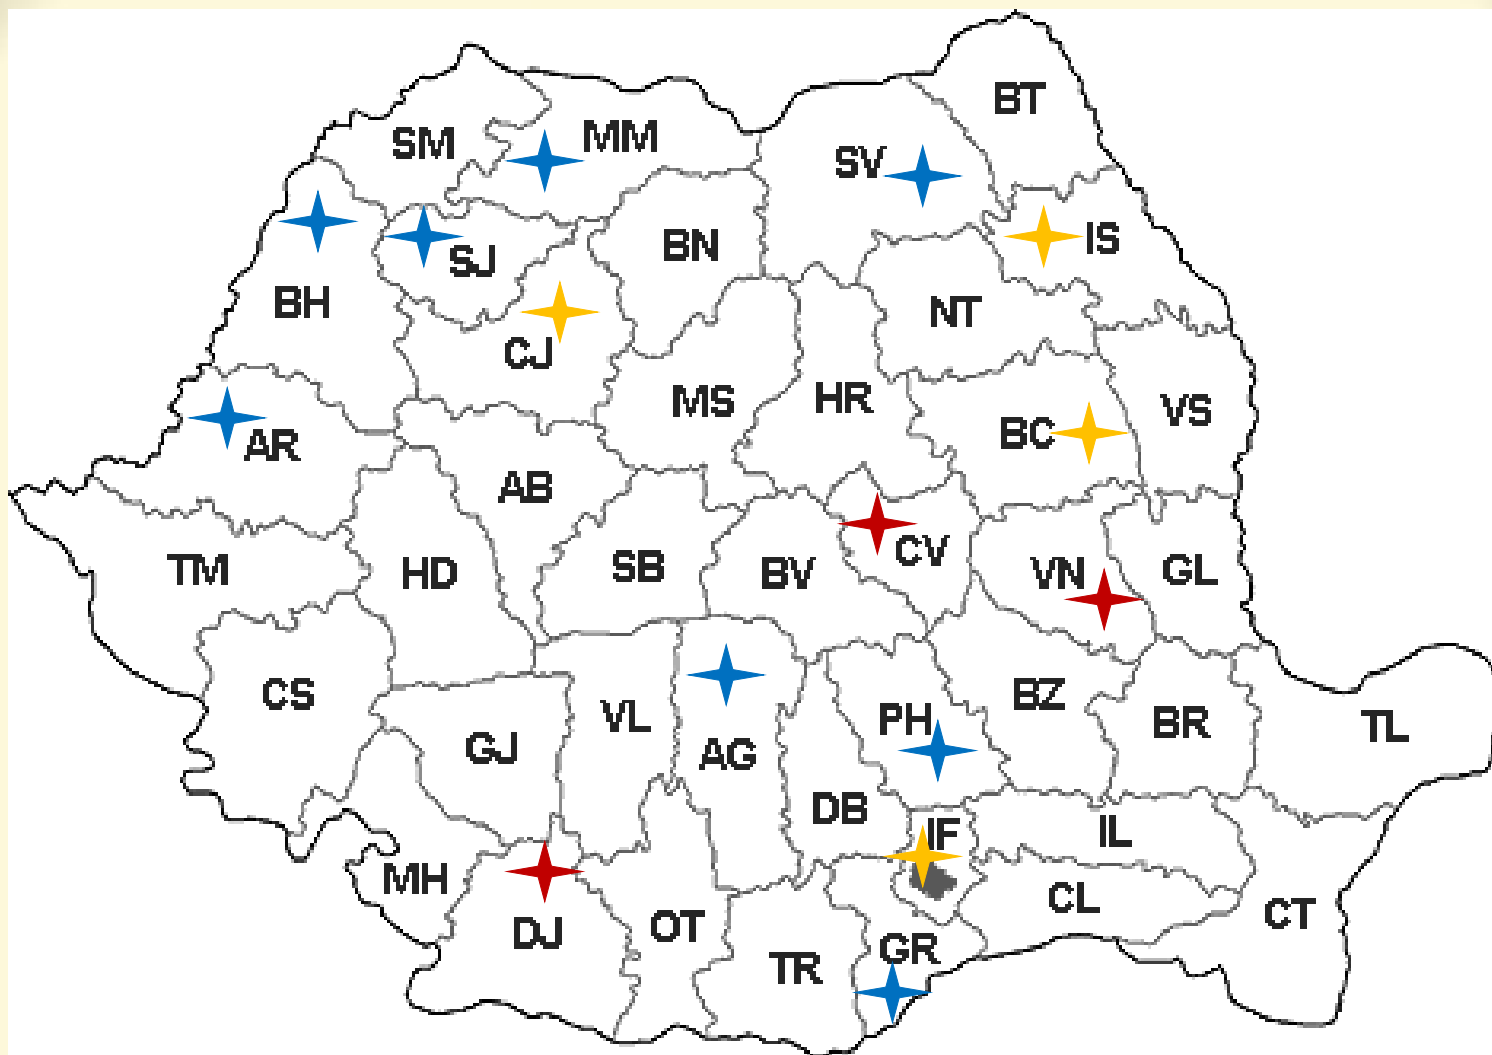 BT
SM
MM
SV
IS
BN
SJ
BH
NT
CJ
MS
HR
VS
BC
AR
AB
CV
TM
HD
SB
BV
VN
GL
CS
BZ
VL
PH
BR
TL
GJ
AG
DB
IF
IL
MH
CL
CT
DJ
OT
GR
TR